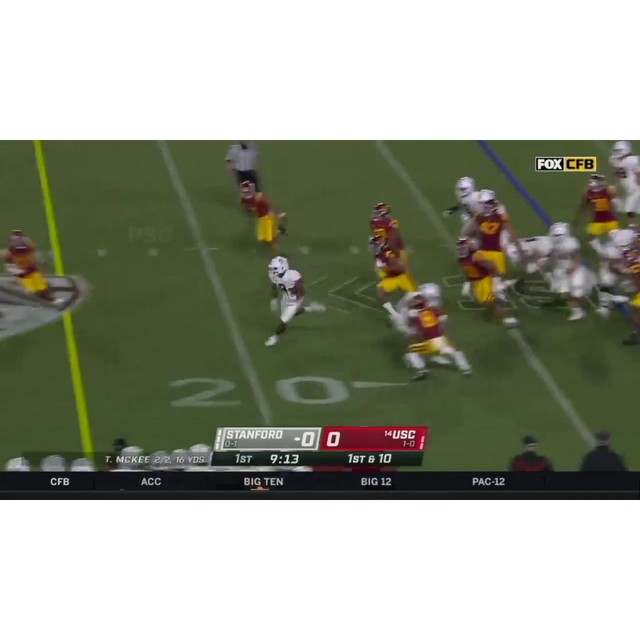 FOX CFB
20
STANFORD 0 0 14 USC
0-1 1-0
T. MCKEE 2/2, 16 YDS 1ST 9:13 1ST & 10
CFB ACC BIG TEN BIG 12 PAC-12